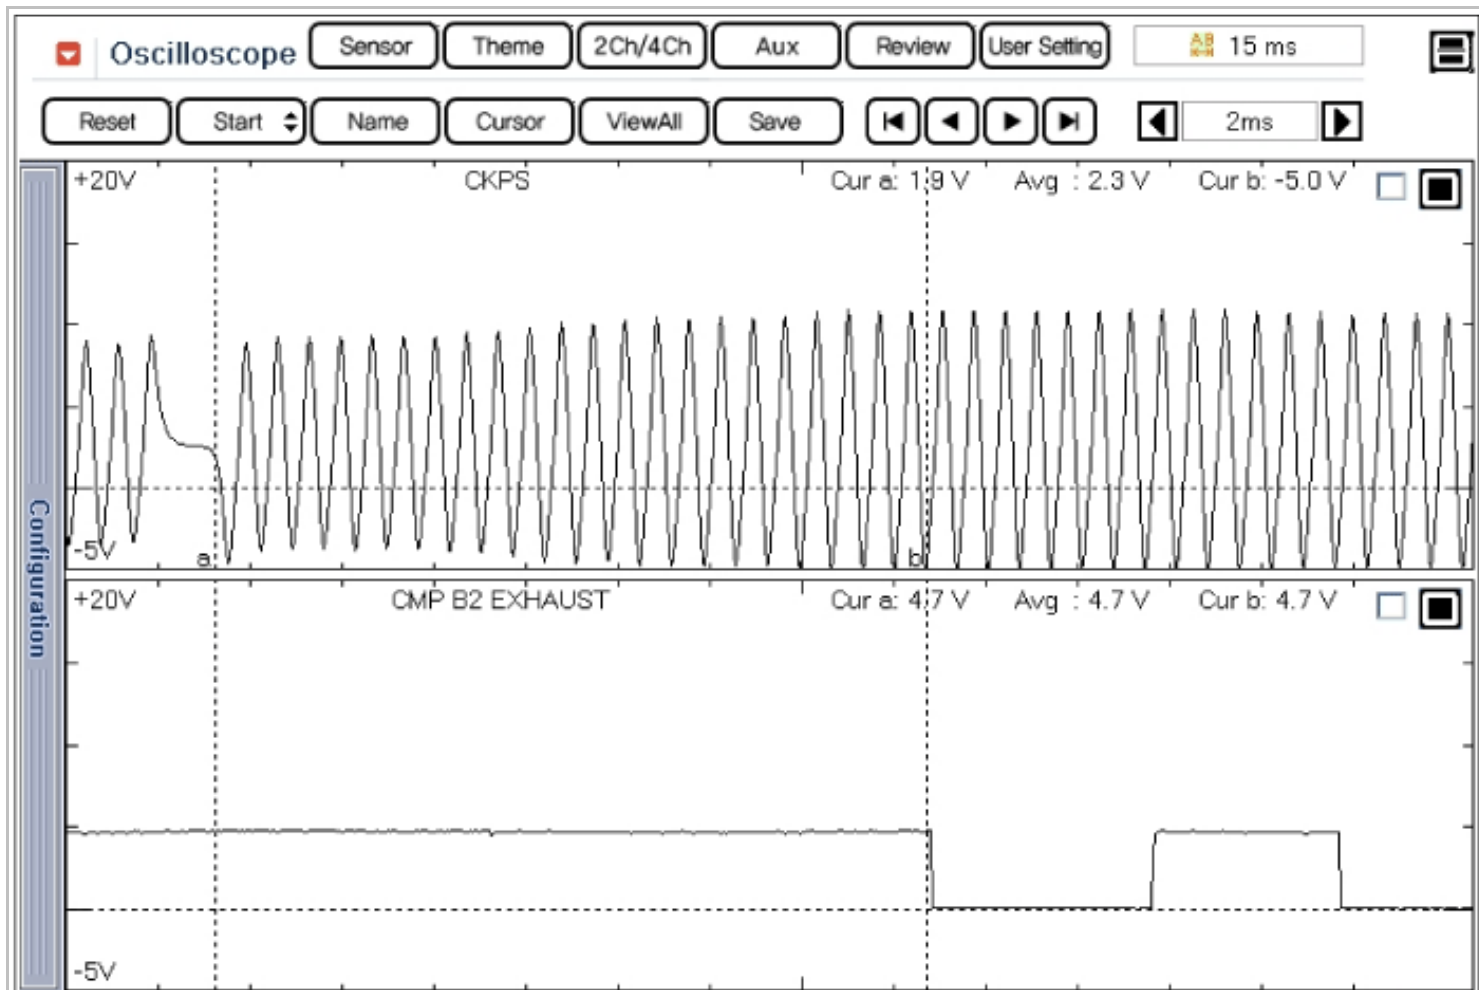 Oscilloscope Sensor Theme 2Ch/4Ch Aux Review User Setting AB 15 ms
Reset Start Name Cursor ViewAll Save 2ms
+20V CKPS Cur a: 1.9 V Avg : 2.3 V Cur b: -5.0 V
-5V a b
Configuration
+20V CMP B2 EXHAUST Cur a: 4.7 V Avg : 4.7 V Cur b: 4.7 V
-5V